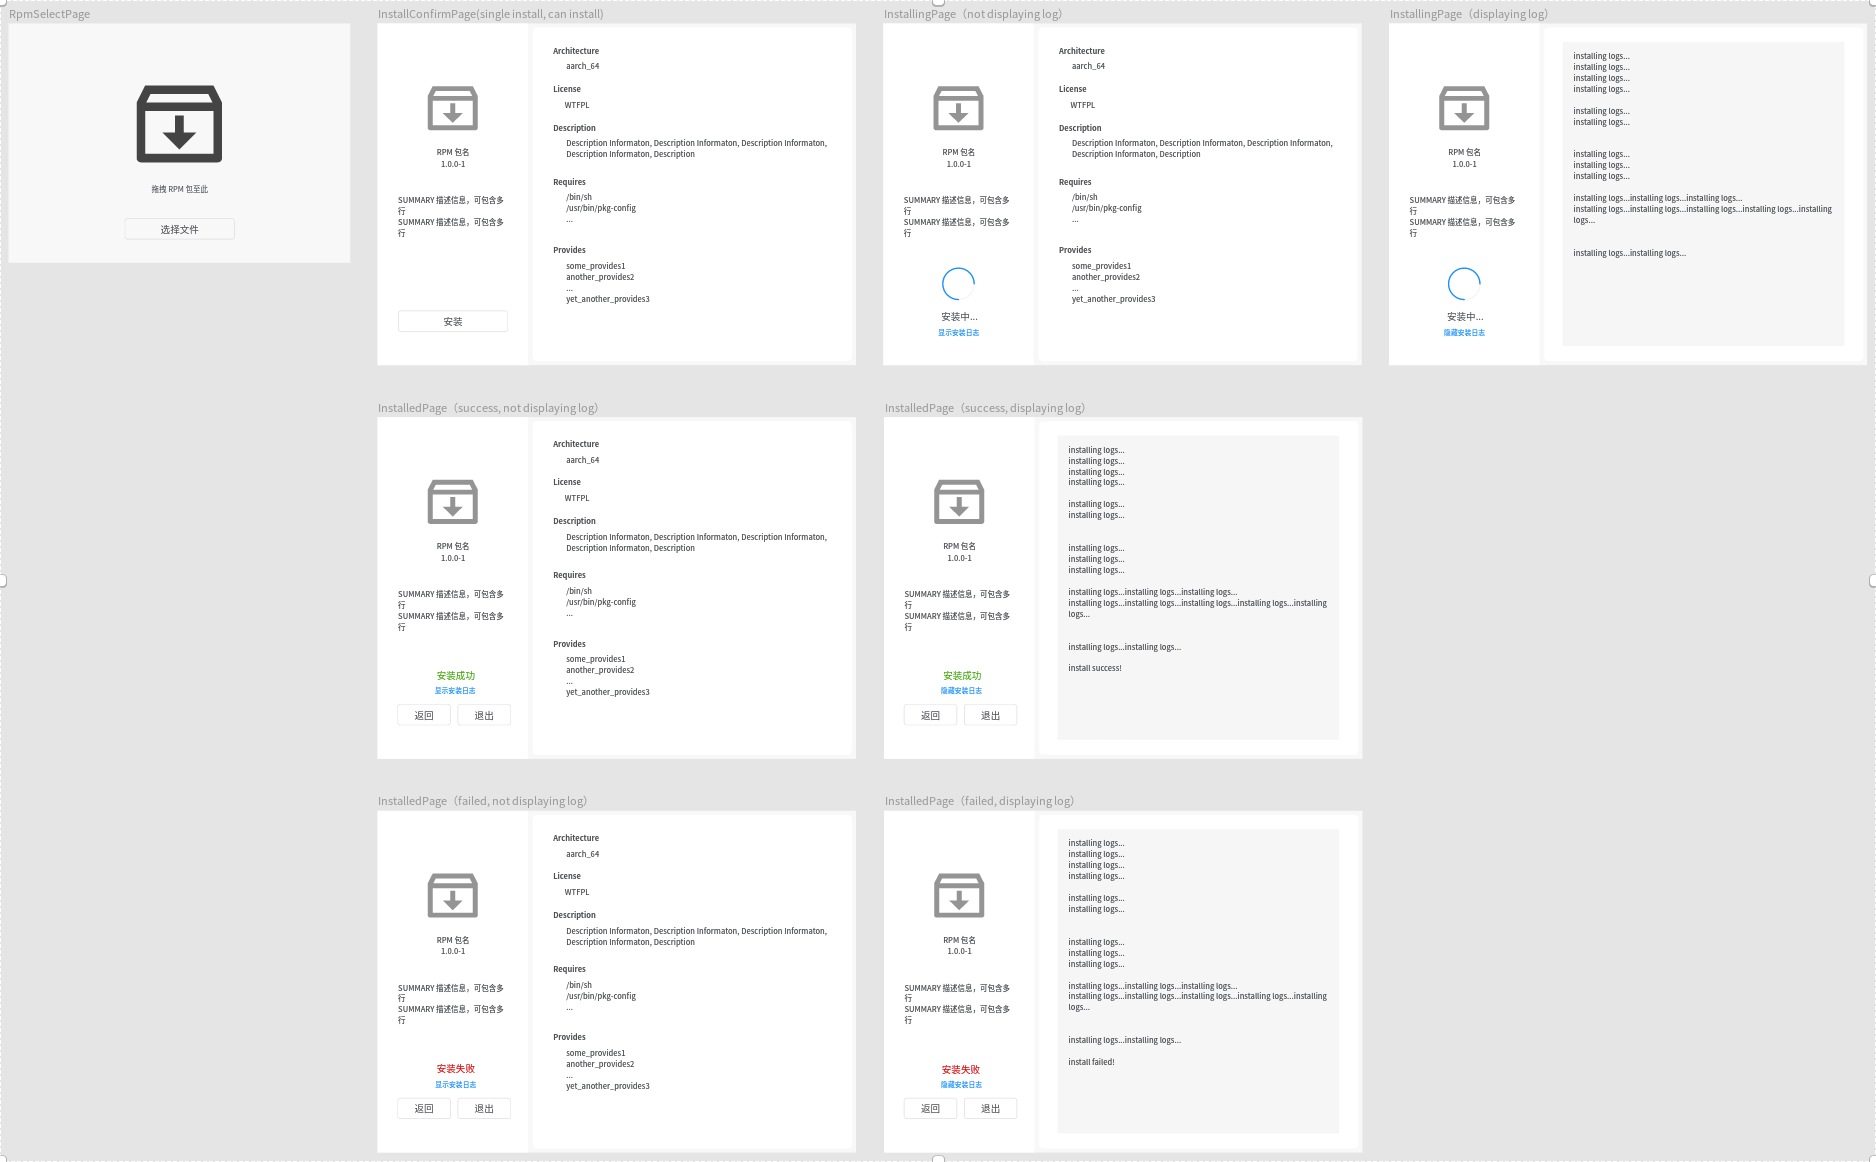 RpmSelectPage
拖拽 RPM 包至此
选择文件
InstallConfirmPage(single install, can install)
RPM 包名
1.0.0-1
SUMMARY 描述信息，可包含多
行
SUMMARY 描述信息，可包含多
行
安装
Architecture
aarch_64
License
WTFPL
Description
Description Informaton, Description Informaton, Description Informaton,
Description Informaton, Description
Requires
/bin/sh
/usr/bin/pkg-config
...
Provides
some_provides1
another_provides2
...
yet_another_provides3
InstallingPage（not displaying log）
RPM 包名
1.0.0-1
SUMMARY 描述信息，可包含多
行
SUMMARY 描述信息，可包含多
行
安装中...
显示安装日志
Architecture
aarch_64
License
WTFPL
Description
Description Informaton, Description Informaton, Description Informaton,
Description Informaton, Description
Requires
/bin/sh
/usr/bin/pkg-config
...
Provides
some_provides1
another_provides2
...
yet_another_provides3
InstallingPage（displaying log）
RPM 包名
1.0.0-1
SUMMARY 描述信息，可包含多
行
SUMMARY 描述信息，可包含多
行
安装中...
隐藏安装日志
installing logs...
installing logs...
installing logs...
installing logs...
installing logs...
installing logs...
installing logs...
installing logs...
installing logs...
installing logs...installing logs...installing logs...
installing logs...installing logs...installing logs...installing logs...installing
logs...
installing logs...installing logs...
InstalledPage（success, not displaying log）
RPM 包名
1.0.0-1
SUMMARY 描述信息，可包含多
行
SUMMARY 描述信息，可包含多
行
安装成功
显示安装日志
返回 退出
Architecture
aarch_64
License
WTFPL
Description
Description Informaton, Description Informaton, Description Informaton,
Description Informaton, Description
Requires
/bin/sh
/usr/bin/pkg-config
...
Provides
some_provides1
another_provides2
...
yet_another_provides3
InstalledPage（success, displaying log）
RPM 包名
1.0.0-1
SUMMARY 描述信息，可包含多
行
SUMMARY 描述信息，可包含多
行
安装成功
隐藏安装日志
返回 退出
installing logs...
installing logs...
installing logs...
installing logs...
installing logs...
installing logs...
installing logs...
installing logs...
installing logs...
installing logs...installing logs...installing logs...
installing logs...installing logs...installing logs...installing logs...installing
logs...
installing logs...installing logs...
install success!
InstalledPage（failed, not displaying log）
RPM 包名
1.0.0-1
SUMMARY 描述信息，可包含多
行
SUMMARY 描述信息，可包含多
行
安装失败
显示安装日志
返回 退出
Architecture
aarch_64
License
WTFPL
Description
Description Informaton, Description Informaton, Description Informaton,
Description Informaton, Description
Requires
/bin/sh
/usr/bin/pkg-config
...
Provides
some_provides1
another_provides2
...
yet_another_provides3
InstalledPage（failed, displaying log）
RPM 包名
1.0.0-1
SUMMARY 描述信息，可包含多
行
SUMMARY 描述信息，可包含多
行
安装失败
隐藏安装日志
返回 退出
installing logs...
installing logs...
installing logs...
installing logs...
installing logs...
installing logs...
installing logs...
installing logs...
installing logs...
installing logs...installing logs...installing logs...
installing logs...installing logs...installing logs...installing logs...installing
logs...
installing logs...installing logs...
install failed!